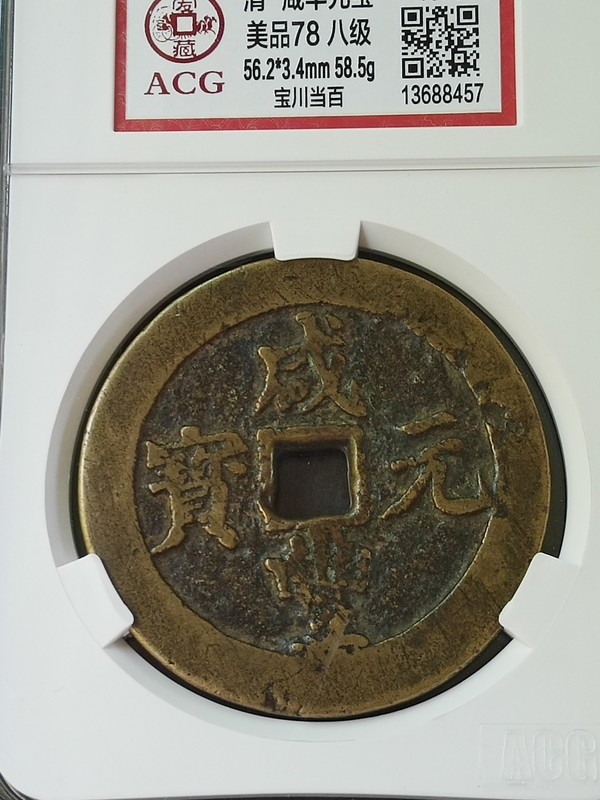 清 咸丰元宝
美品78 八级
56.2*3.4mm 58.5g
宝川当百
13688457
ACG
咸
元
豐
寶
ACG